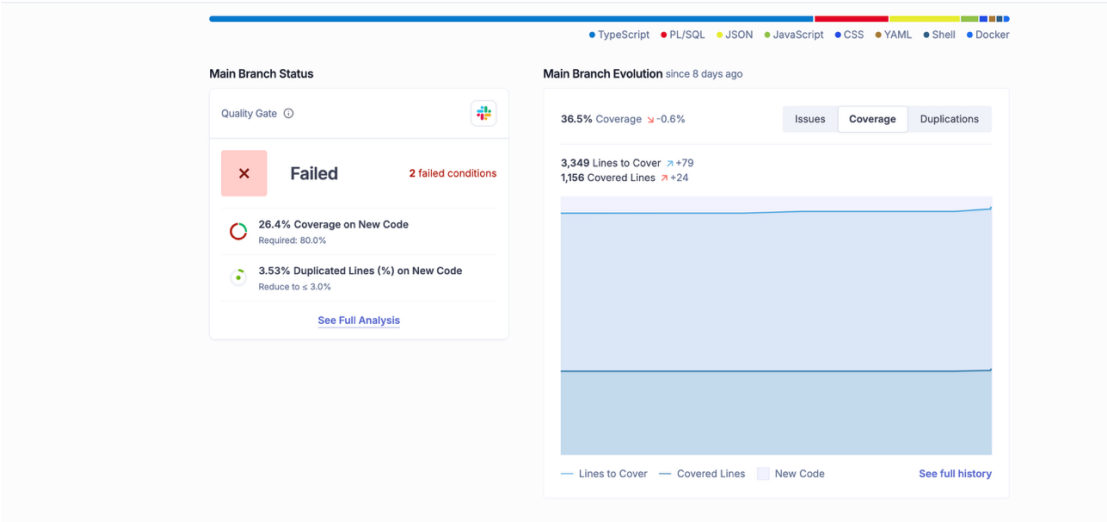 TypeScript PL/SQL JSON JavaScript CSS YAML Shell Docker
Main Branch Status
Quality Gate
Failed
2 failed conditions
26.4% Coverage on New Code
Required: 80.0%
3.53% Duplicated Lines (%) on New Code
Reduce to ≤ 3.0%
See Full Analysis
Main Branch Evolution since 8 days ago
36.5% Coverage -0.6%
Issues Coverage Duplications
3,349 Lines to Cover +79
1,156 Covered Lines +24
Lines to Cover Covered Lines New Code
See full history